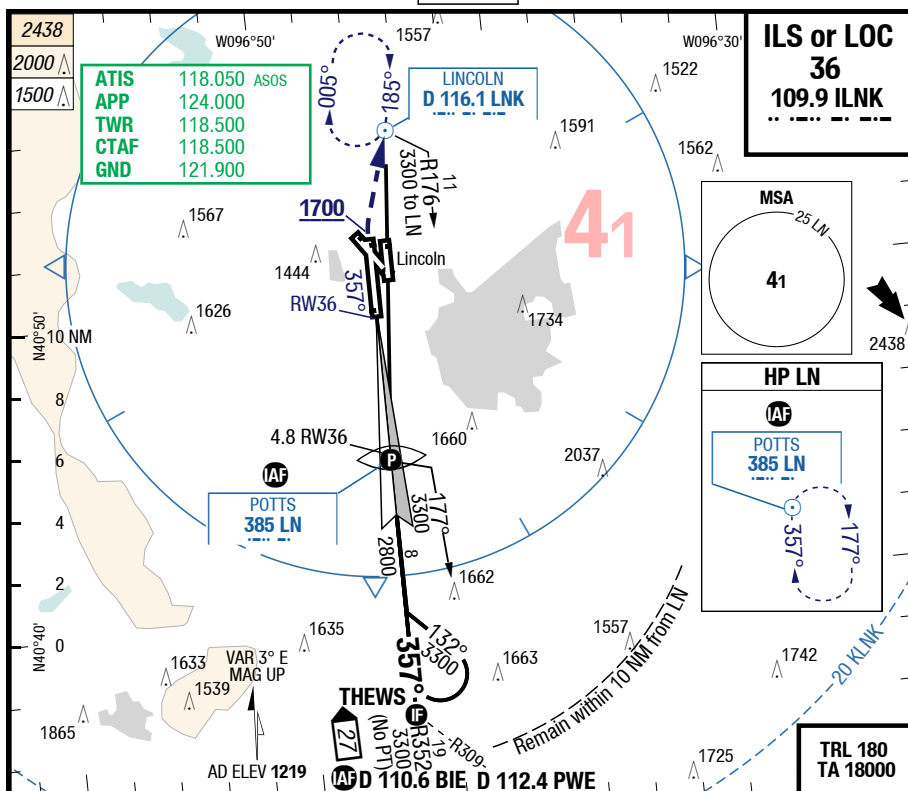 2438
2000
1500
ATIS 118.050 ASOS
APP 124.000
TWR 118.500
CTAF 118.500
GND 121.900
W096°50'
W096°30'
ILS or LOC
36
109.9 ILNK
1557
005°
185°
LINCOLN
D 116.1 LNK
1522
1591
1562
11
R176
3300 to LN
41
1567
1700
1444
Lincoln
357°
RW36
1626
1734
MSA
25 LN
41
2438
N40°50'
10 NM
8
6
4
2
0
N40°40'
HP LN
IAF
POTTS
385 LN
357°
177°
4.8 RW36
P
1660
2037
IAF
POTTS
385 LN
177°
3300
2800
8
1662
1635
1557
132°
3300
1663
Remain within 10 NM from LN
20 KLNK
1742
1633
1539
1865
VAR 3° E
MAG UP
AD ELEV 1219
357°
THEWS
IF
27
(No PT)
3300
R352
19
R309
IAF D 110.6 BIE D 112.4 PWE
1725
TRL 180
TA 18000